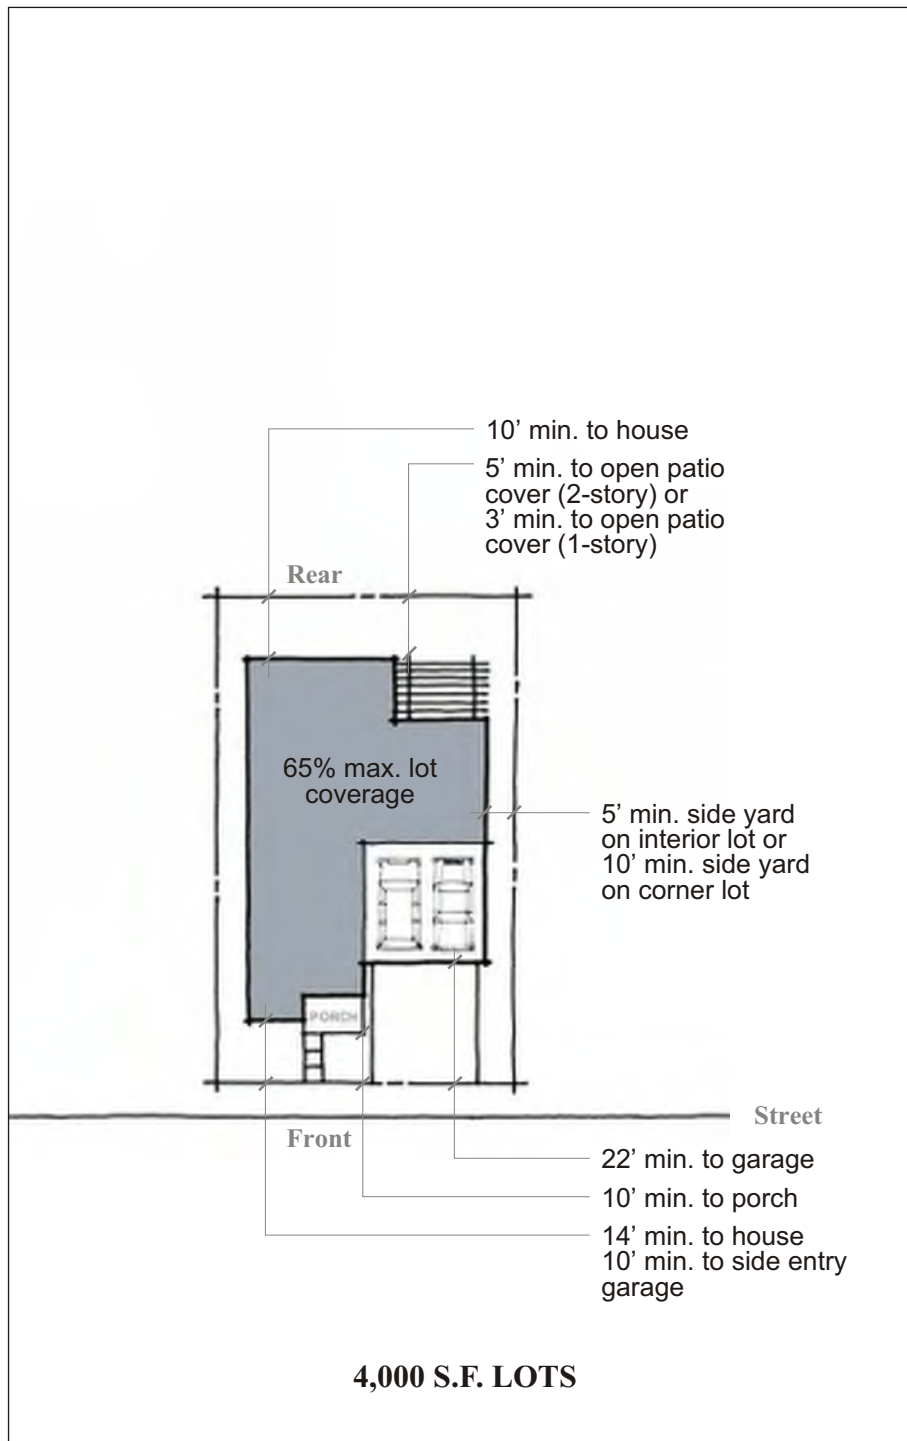 10’ min. to house
5’ min. to open patio
cover (2-story) or
3’ min. to open patio
cover (1-story)
Rear
65% max. lot
coverage
5’ min. side yard
on interior lot or
10’ min. side yard
on corner lot
PORCH
Street
Front
22’ min. to garage
10’ min. to porch
14’ min. to house
10’ min. to side entry
garage
4,000 S.F. LOTS